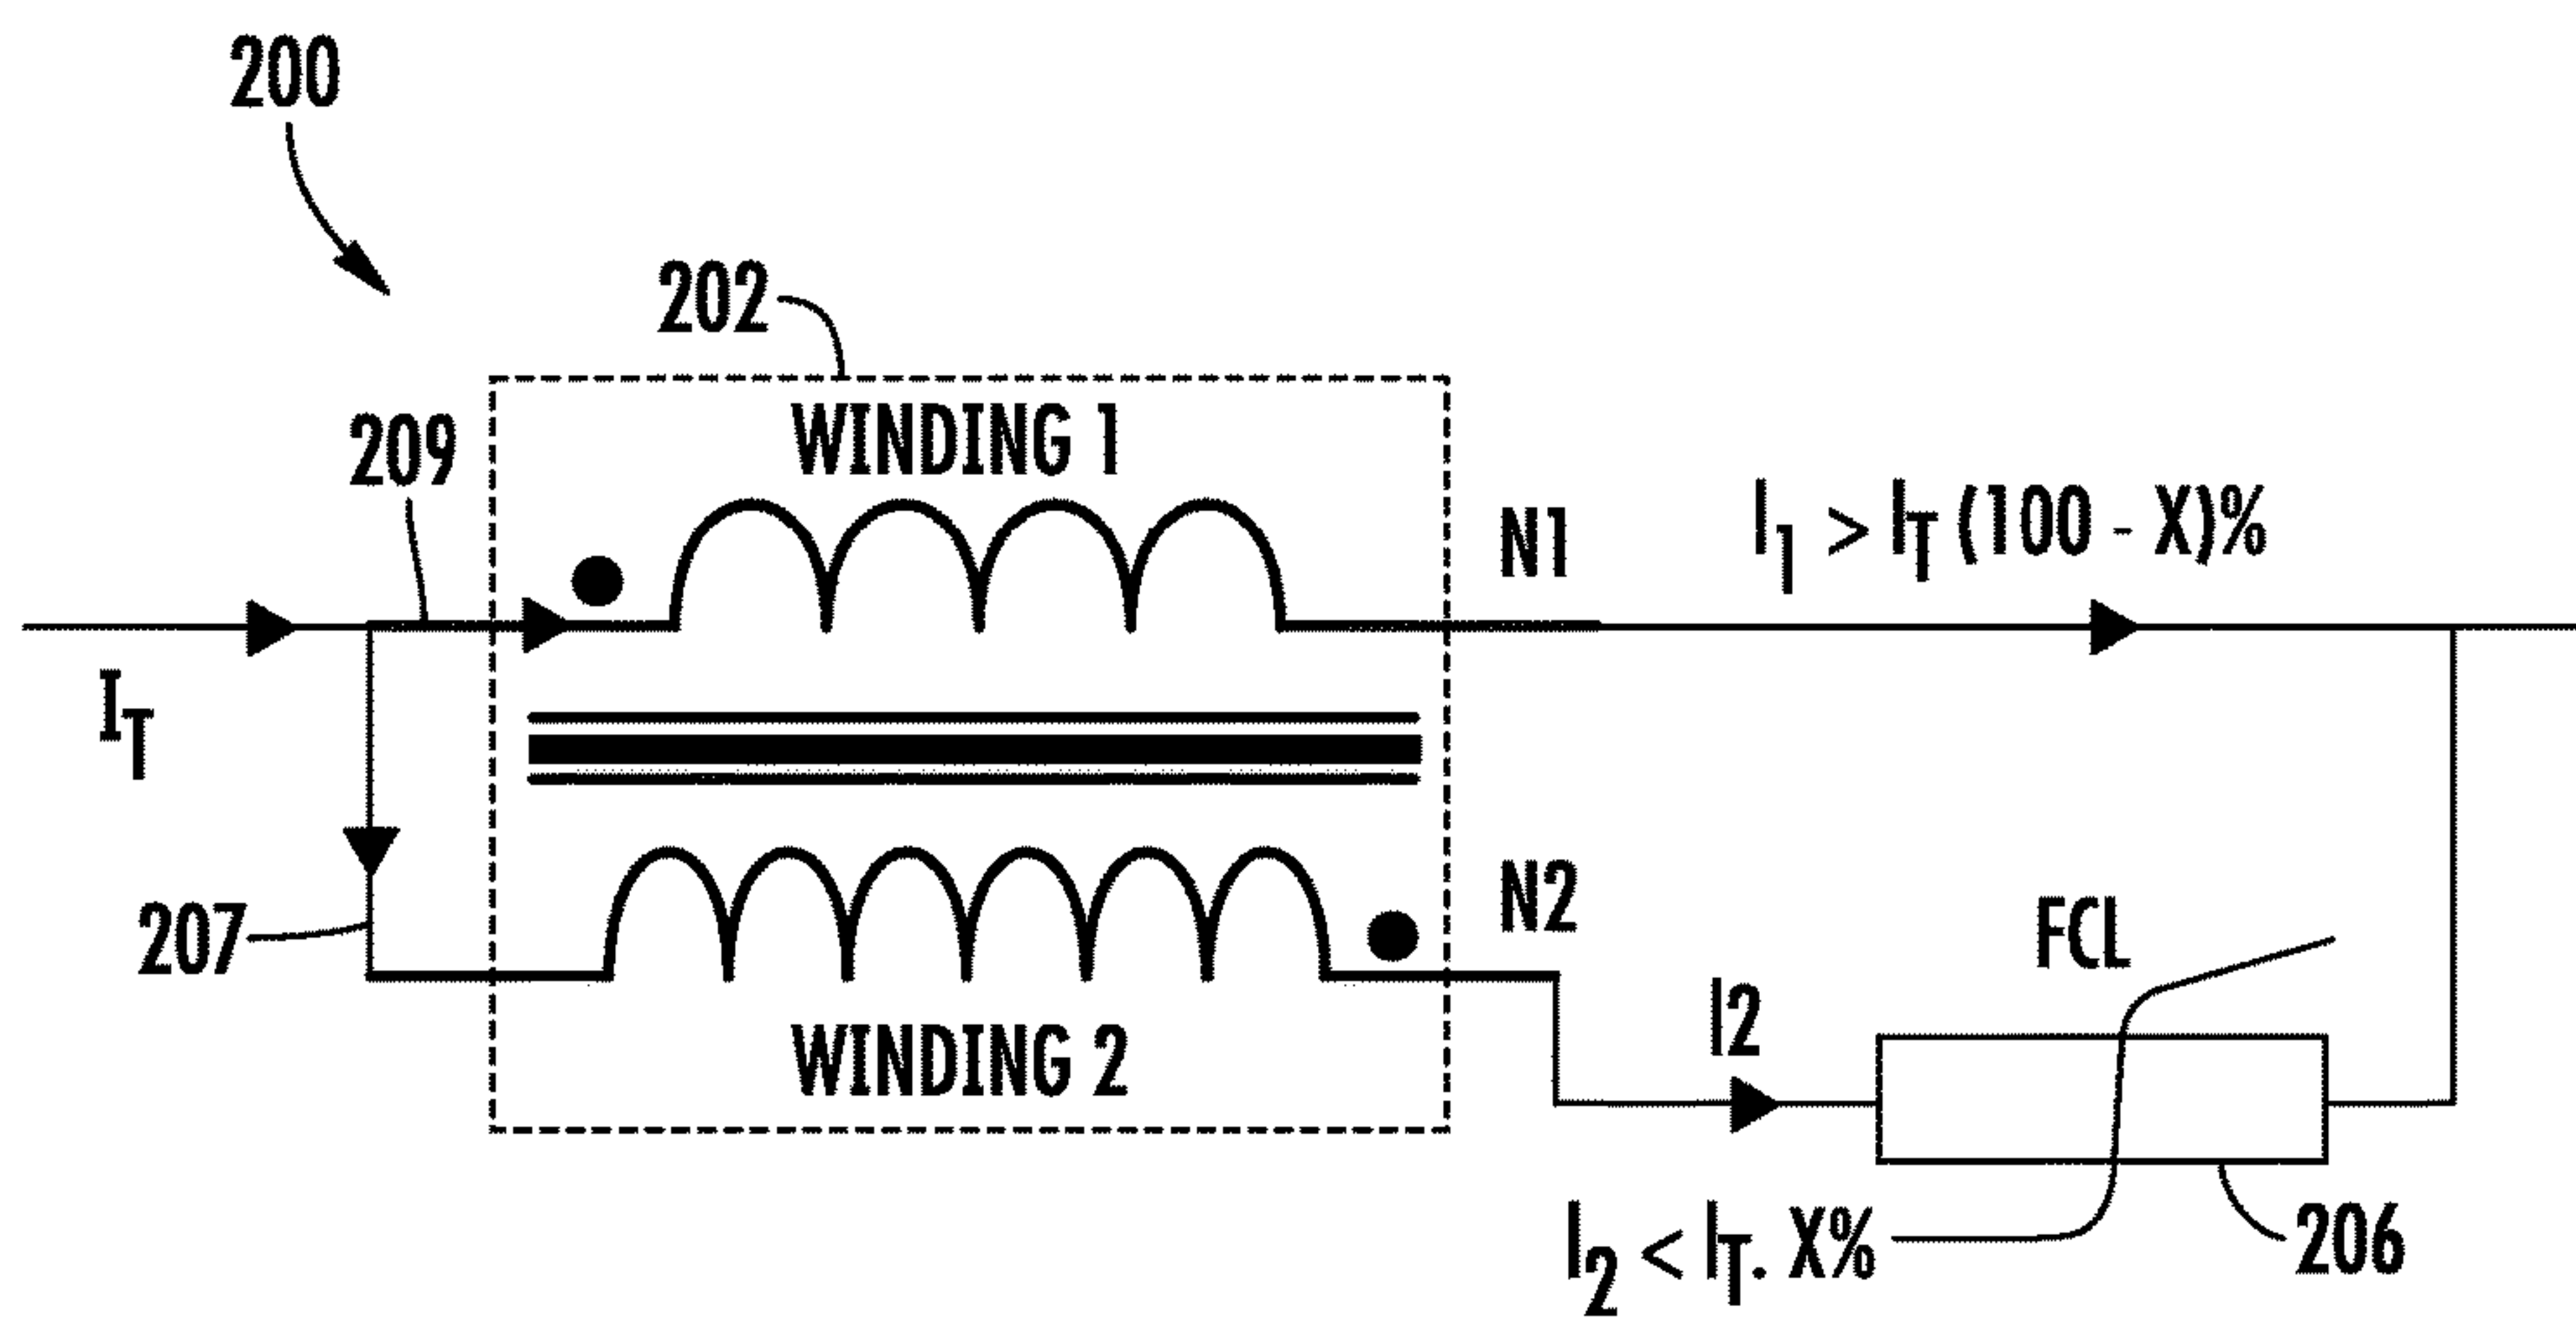 200
202
209
WINDING 1
N1
I1 > IT (100 - X)%
IT
207
N2
FCL
I2
WINDING 2
I2 < IT. X%
206